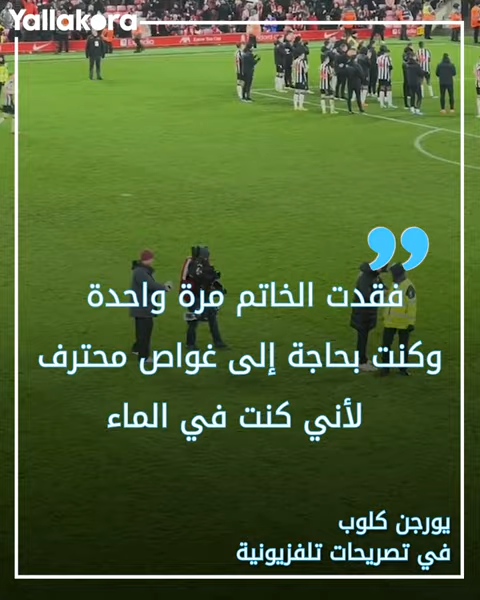 Yallakora
”
فقدت الخاتم مرة واحدة
وكنت بحاجة إلى غواص محترف
لأني كنت في الماء
يورجن كلوب
في تصريحات تلفزيونية